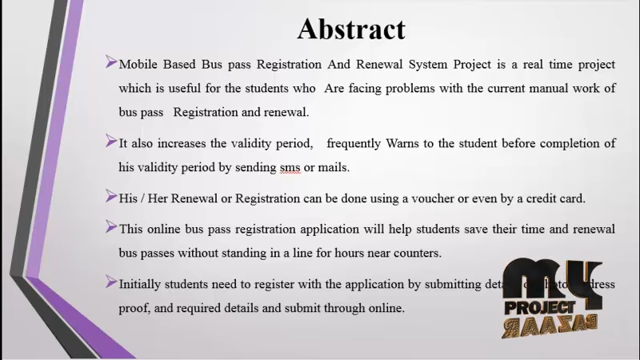 Abstract
Mobile Based Bus pass Registration And Renewal System Project is a real time project
which is useful for the students who Are facing problems with the current manual work of
bus pass Registration and renewal.
It also increases the validity period, frequently Warns to the student before completion of
his validity period by sending sms or mails.
His / Her Renewal or Registration can be done using a voucher or even by a credit card.
This online bus pass registration application will help students save their time and renewal
bus passes without standing in a line for hours near counters.
Initially students need to register with the application by submitting
proof, and required details and submit through online.
my
PROJECT
BAZAAR